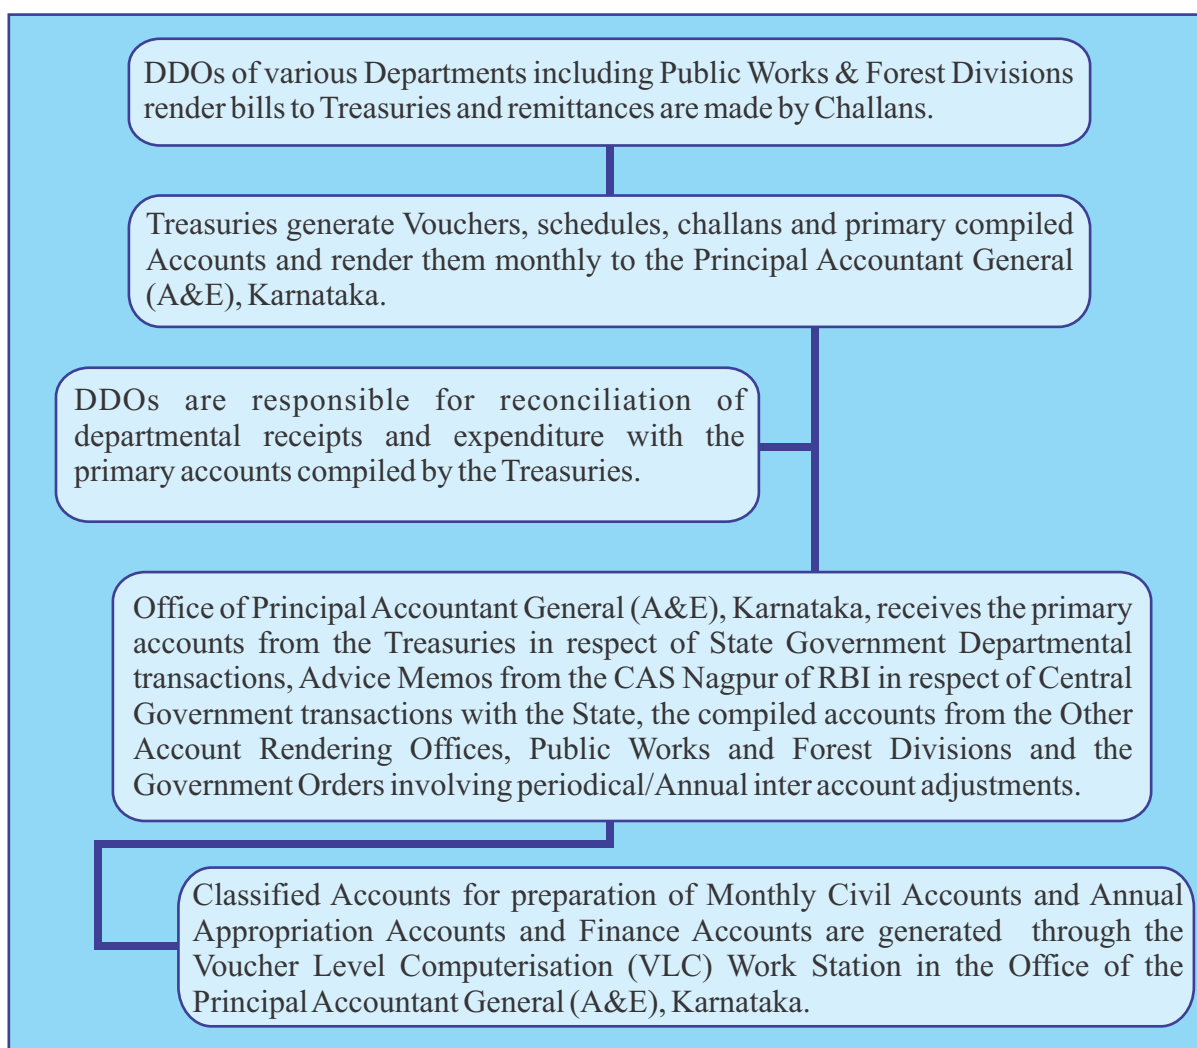 DDOs of various Departments including Public Works & Forest Divisions
render bills to Treasuries and remittances are made by Challans.
Treasuries generate Vouchers, schedules, challans and primary compiled
Accounts and render them monthly to the Principal Accountant General
(A&E), Karnataka.
DDOs are responsible for reconciliation of
departmental receipts and expenditure with the
primary accounts compiled by the Treasuries.
Office of Principal Accountant General (A&E), Karnataka, receives the primary
accounts from the Treasuries in respect of State Government Departmental
transactions, Advice Memos from the CAS Nagpur of RBI in respect of Central
Government transactions with the State, the compiled accounts from the Other
Account Rendering Offices, Public Works and Forest Divisions and the
Government Orders involving periodical/Annual inter account adjustments.
Classified Accounts for preparation of Monthly Civil Accounts and Annual
Appropriation Accounts and Finance Accounts are generated through the
Voucher Level Computerisation (VLC) Work Station in the Office of the
Principal Accountant General (A&E), Karnataka.